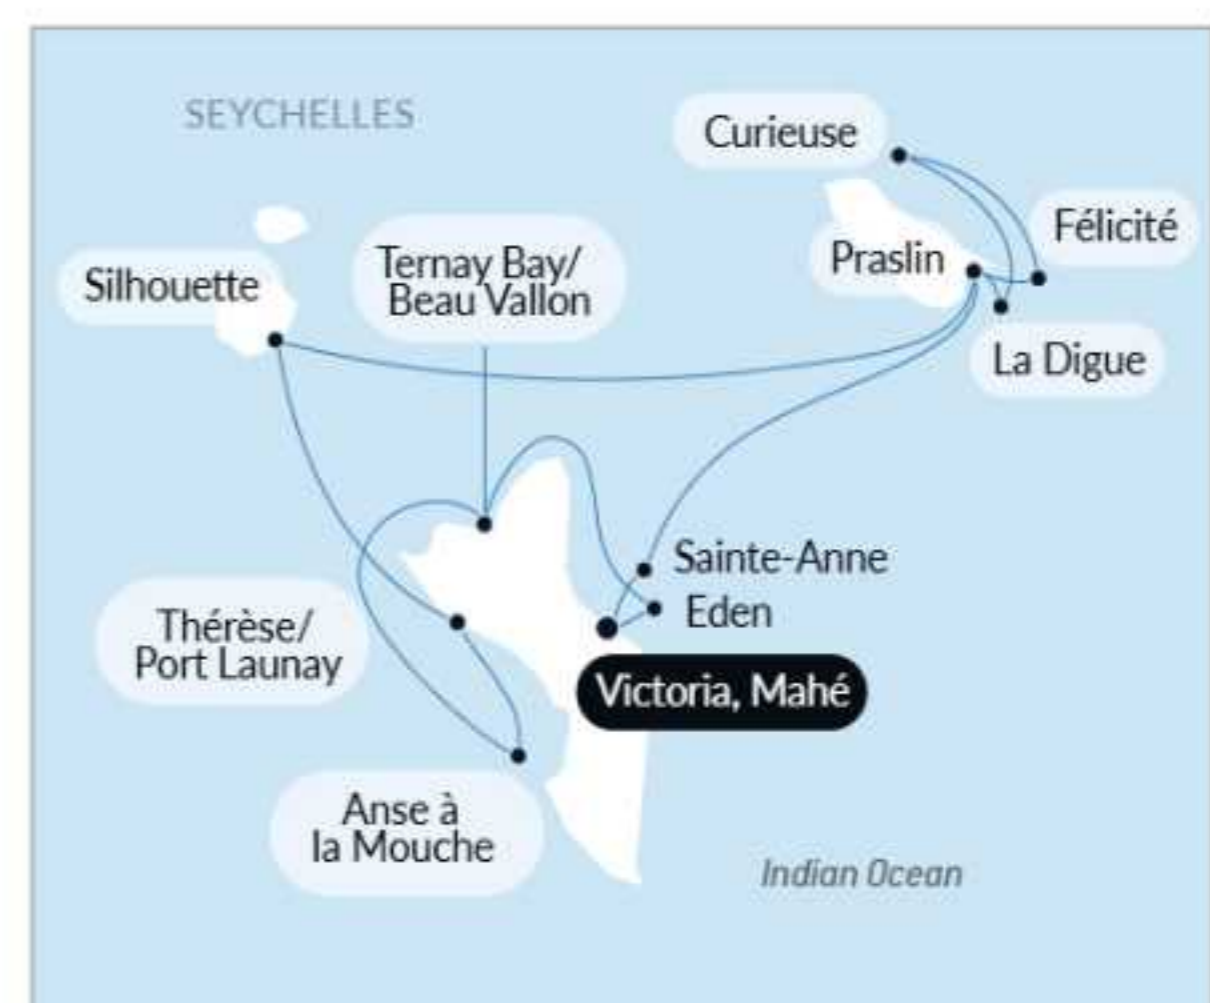 SEYCHELLES
Curieuse
Félicité
Praslin
La Digue
Silhouette
Ternay Bay/
Beau Vallon
Sainte-Anne
Eden
Victoria, Mahé
Thérèse/
Port Launay
Anse à
la Mouche
Indian Ocean